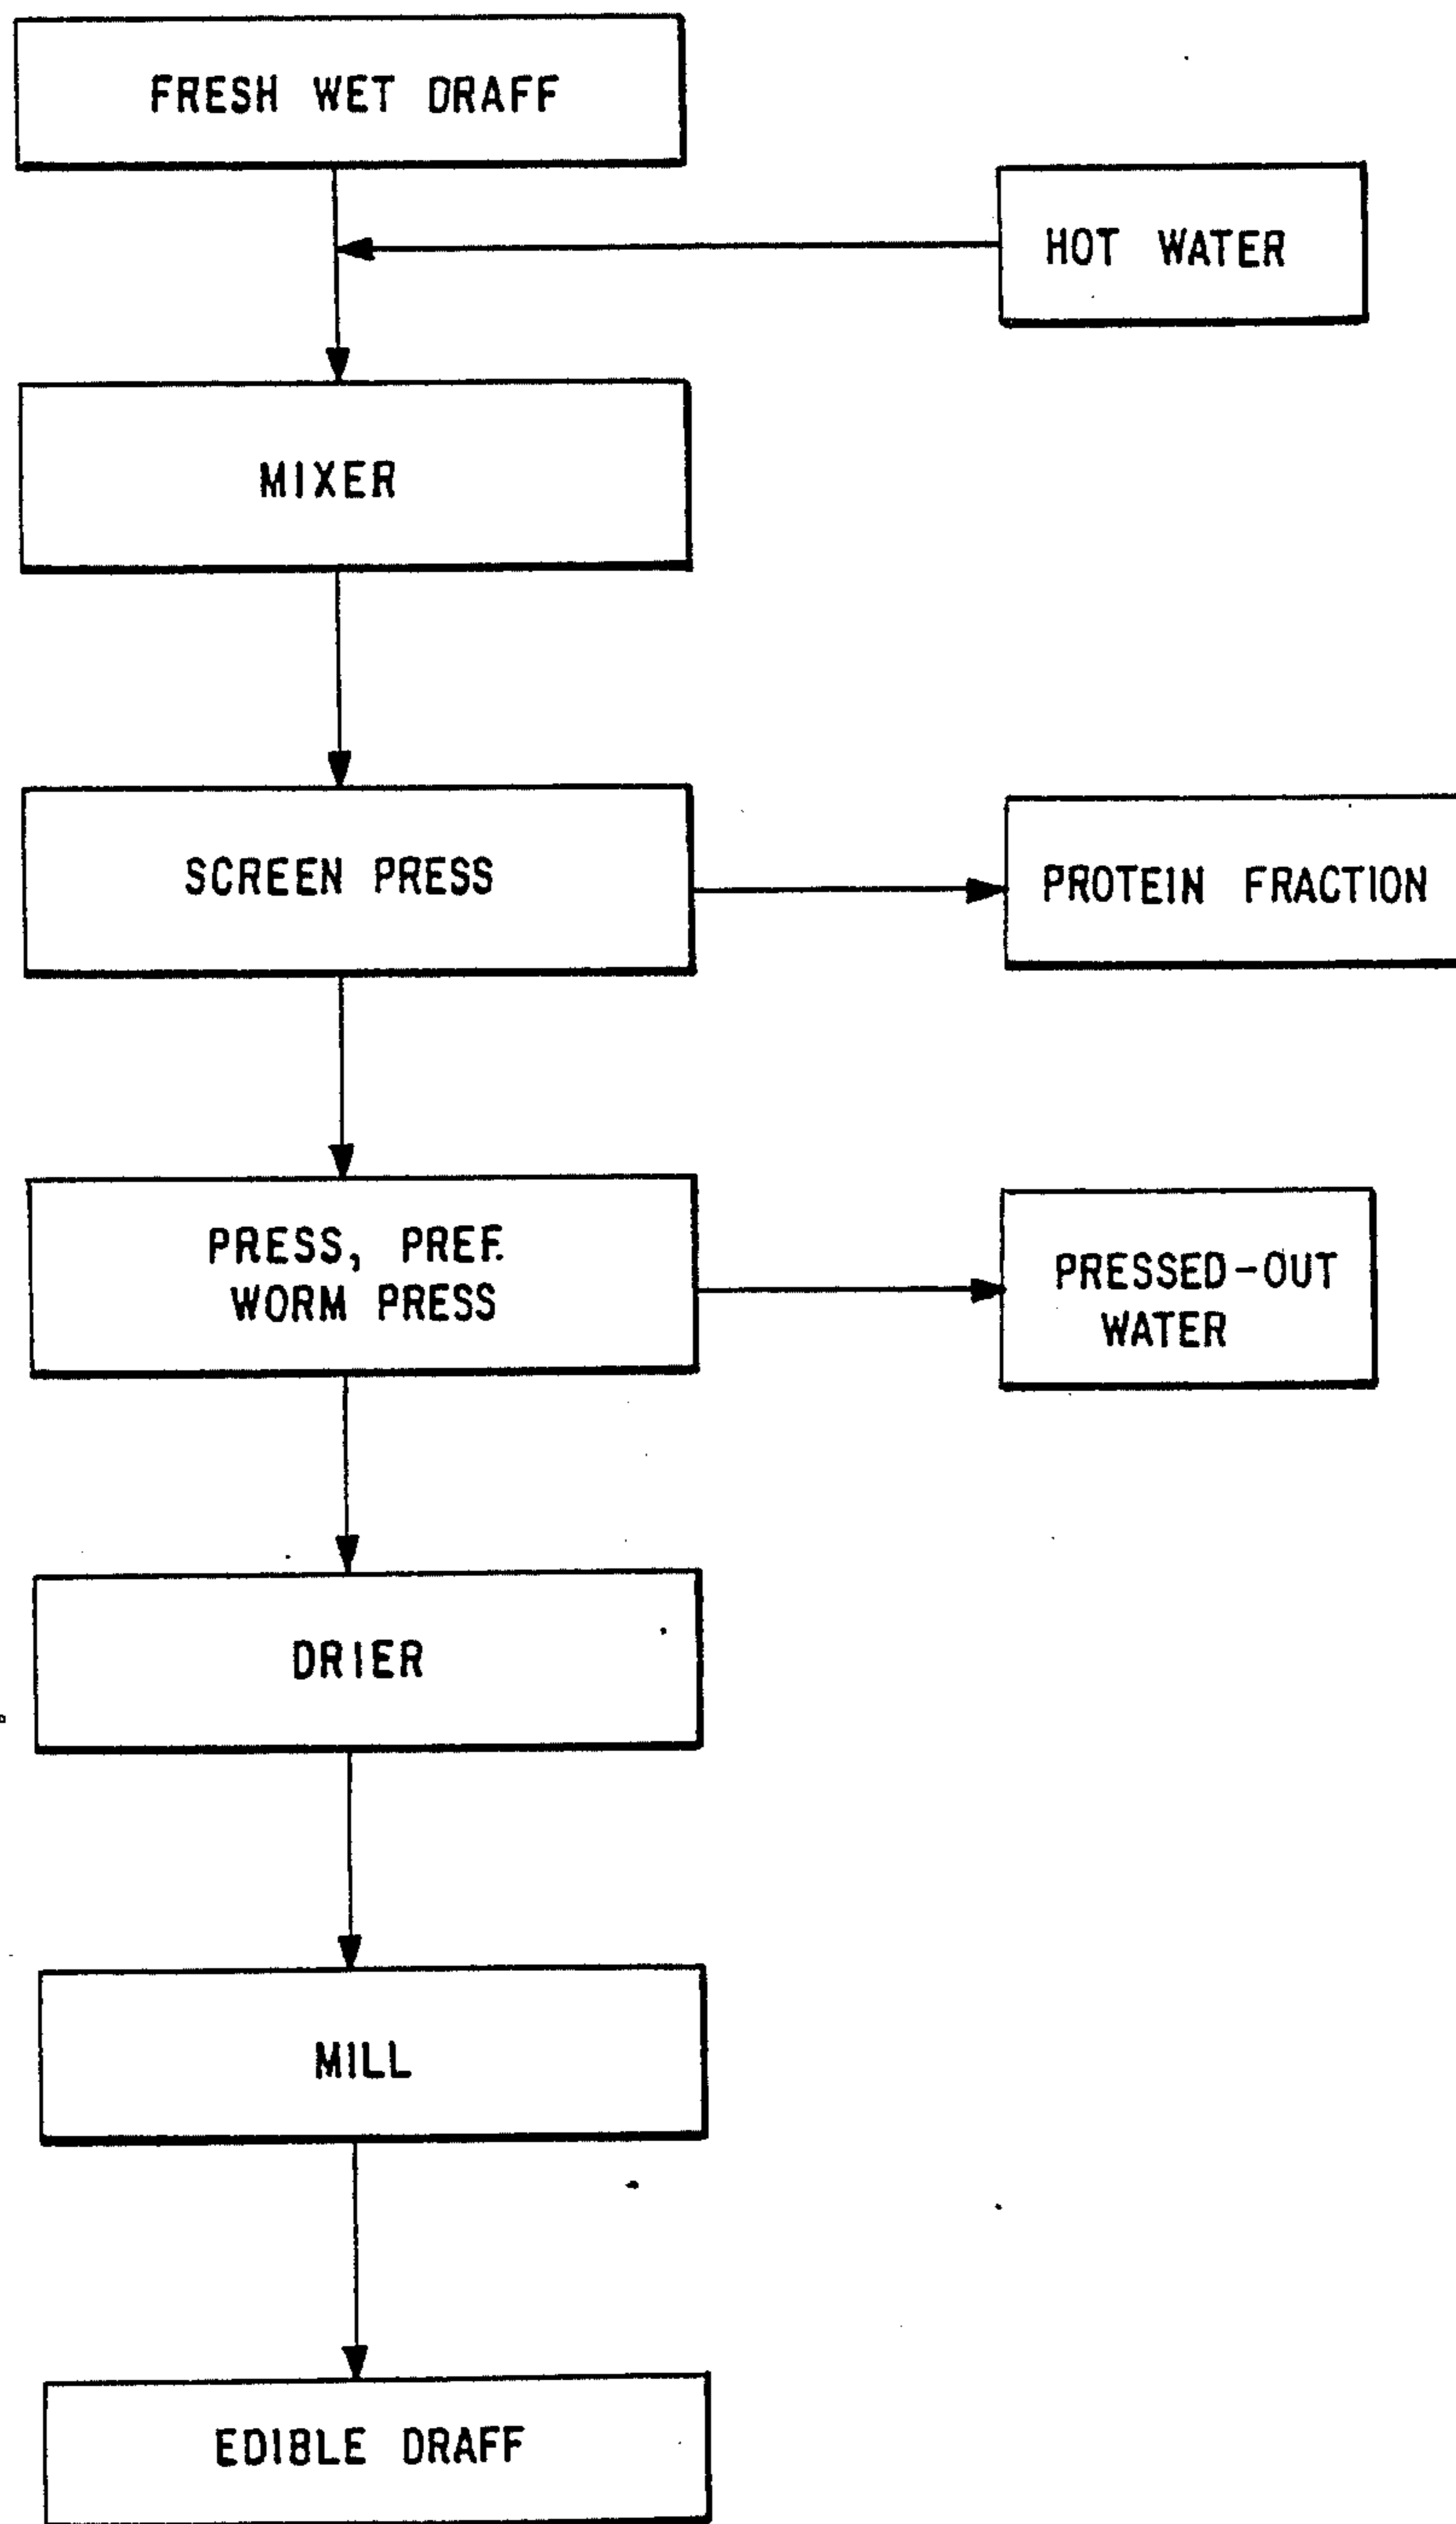 FRESH WET DRAFF
HOT WATER
MIXER
SCREEN PRESS
PROTEIN FRACTION
PRESS, PREF.
WORM PRESS
PRESSED-OUT
WATER
DRIER
MILL
EDIBLE DRAFF